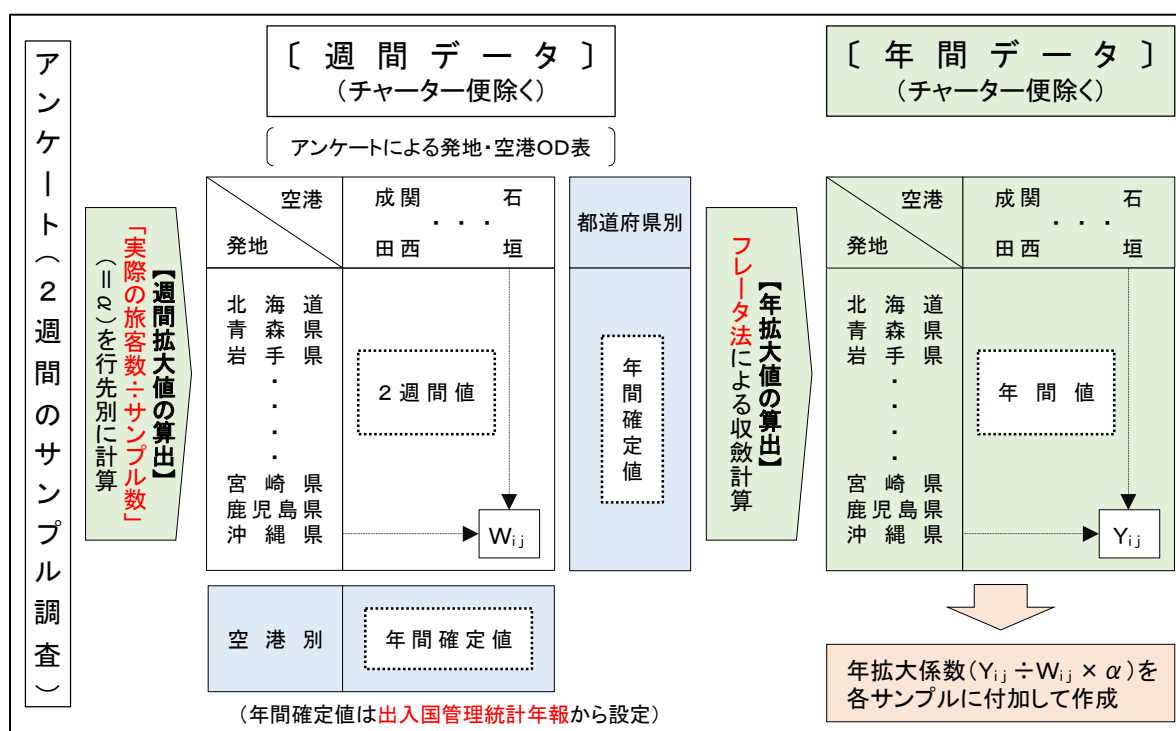 アンケート(2週間のサンプル調査)
【週間拡大値の算出】
「実際の旅客数÷サンプル数」
(=α)を行先別に計算
〔週間データ〕
(チャーター便除く)
アンケートによる発地・空港OD表
空港
発地
成田 関西 ・・・ 石垣
北海道
青森県
岩手県
・
・
・
・
宮崎県
鹿児島県
沖縄県
2週間値
Wij
都道府県別
年間確定値
空港別
年間確定値
(年間確定値は出入国管理統計年報から設定)
【年拡大値の算出】
フレータ法による収斂計算
〔年間データ〕
(チャーター便除く)
空港
発地
成田 関西 ・・・ 石垣
北海道
青森県
岩手県
・
・
・
・
宮崎県
鹿児島県
沖縄県
年間値
Yij
年拡大係数(Yij÷Wij×α)を
各サンプルに付加して作成